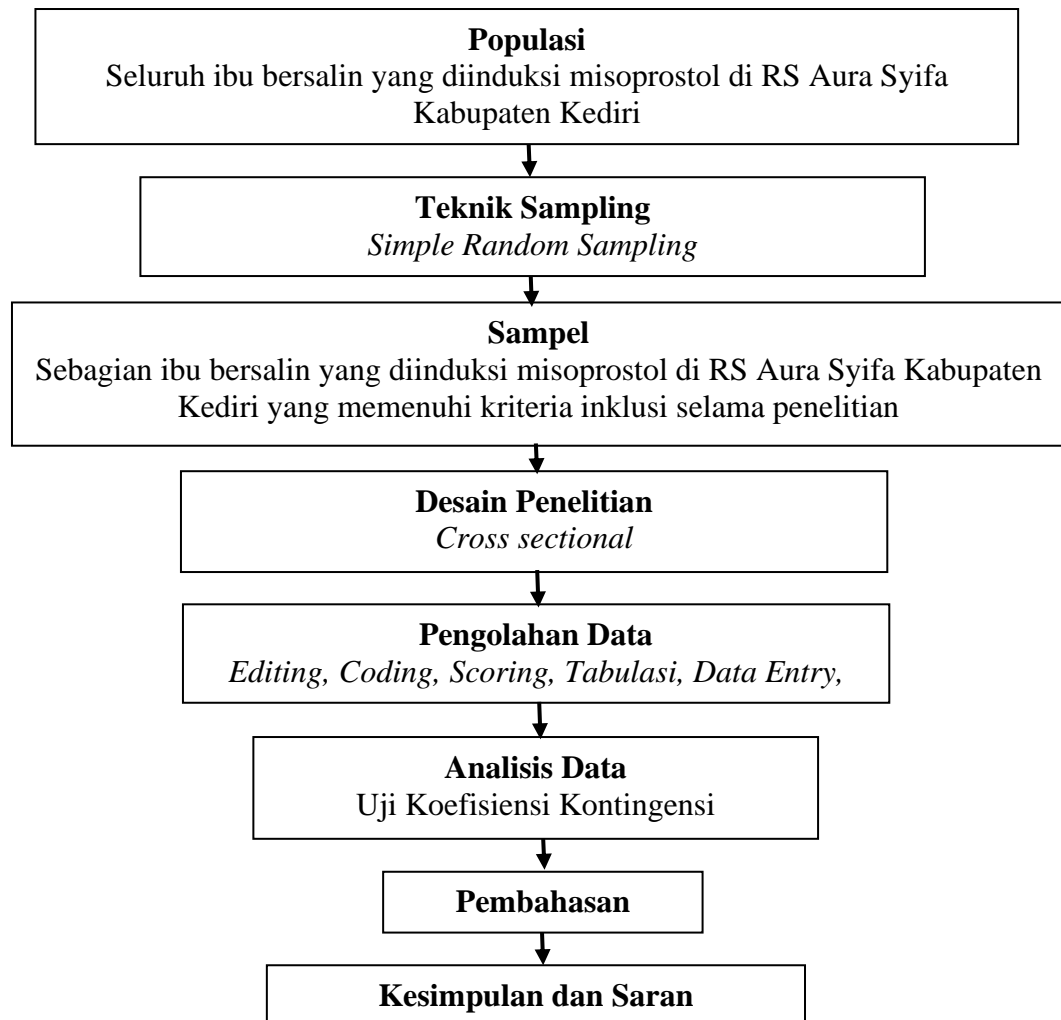 Populasi
Seluruh ibu bersalin yang diinduksi misoprostol di RS Aura Syifa
Kabupaten Kediri
Teknik Sampling
Simple Random Sampling
Sampel
Sebagian ibu bersalin yang diinduksi misoprostol di RS Aura Syifa Kabupaten
Kediri yang memenuhi kriteria inklusi selama penelitian
Desain Penelitian
Cross sectional
Pengolahan Data
Editing, Coding, Scoring, Tabulasi, Data Entry,
Analisis Data
Uji Koefisiensi Kontingensi
Pembahasan
Kesimpulan dan Saran